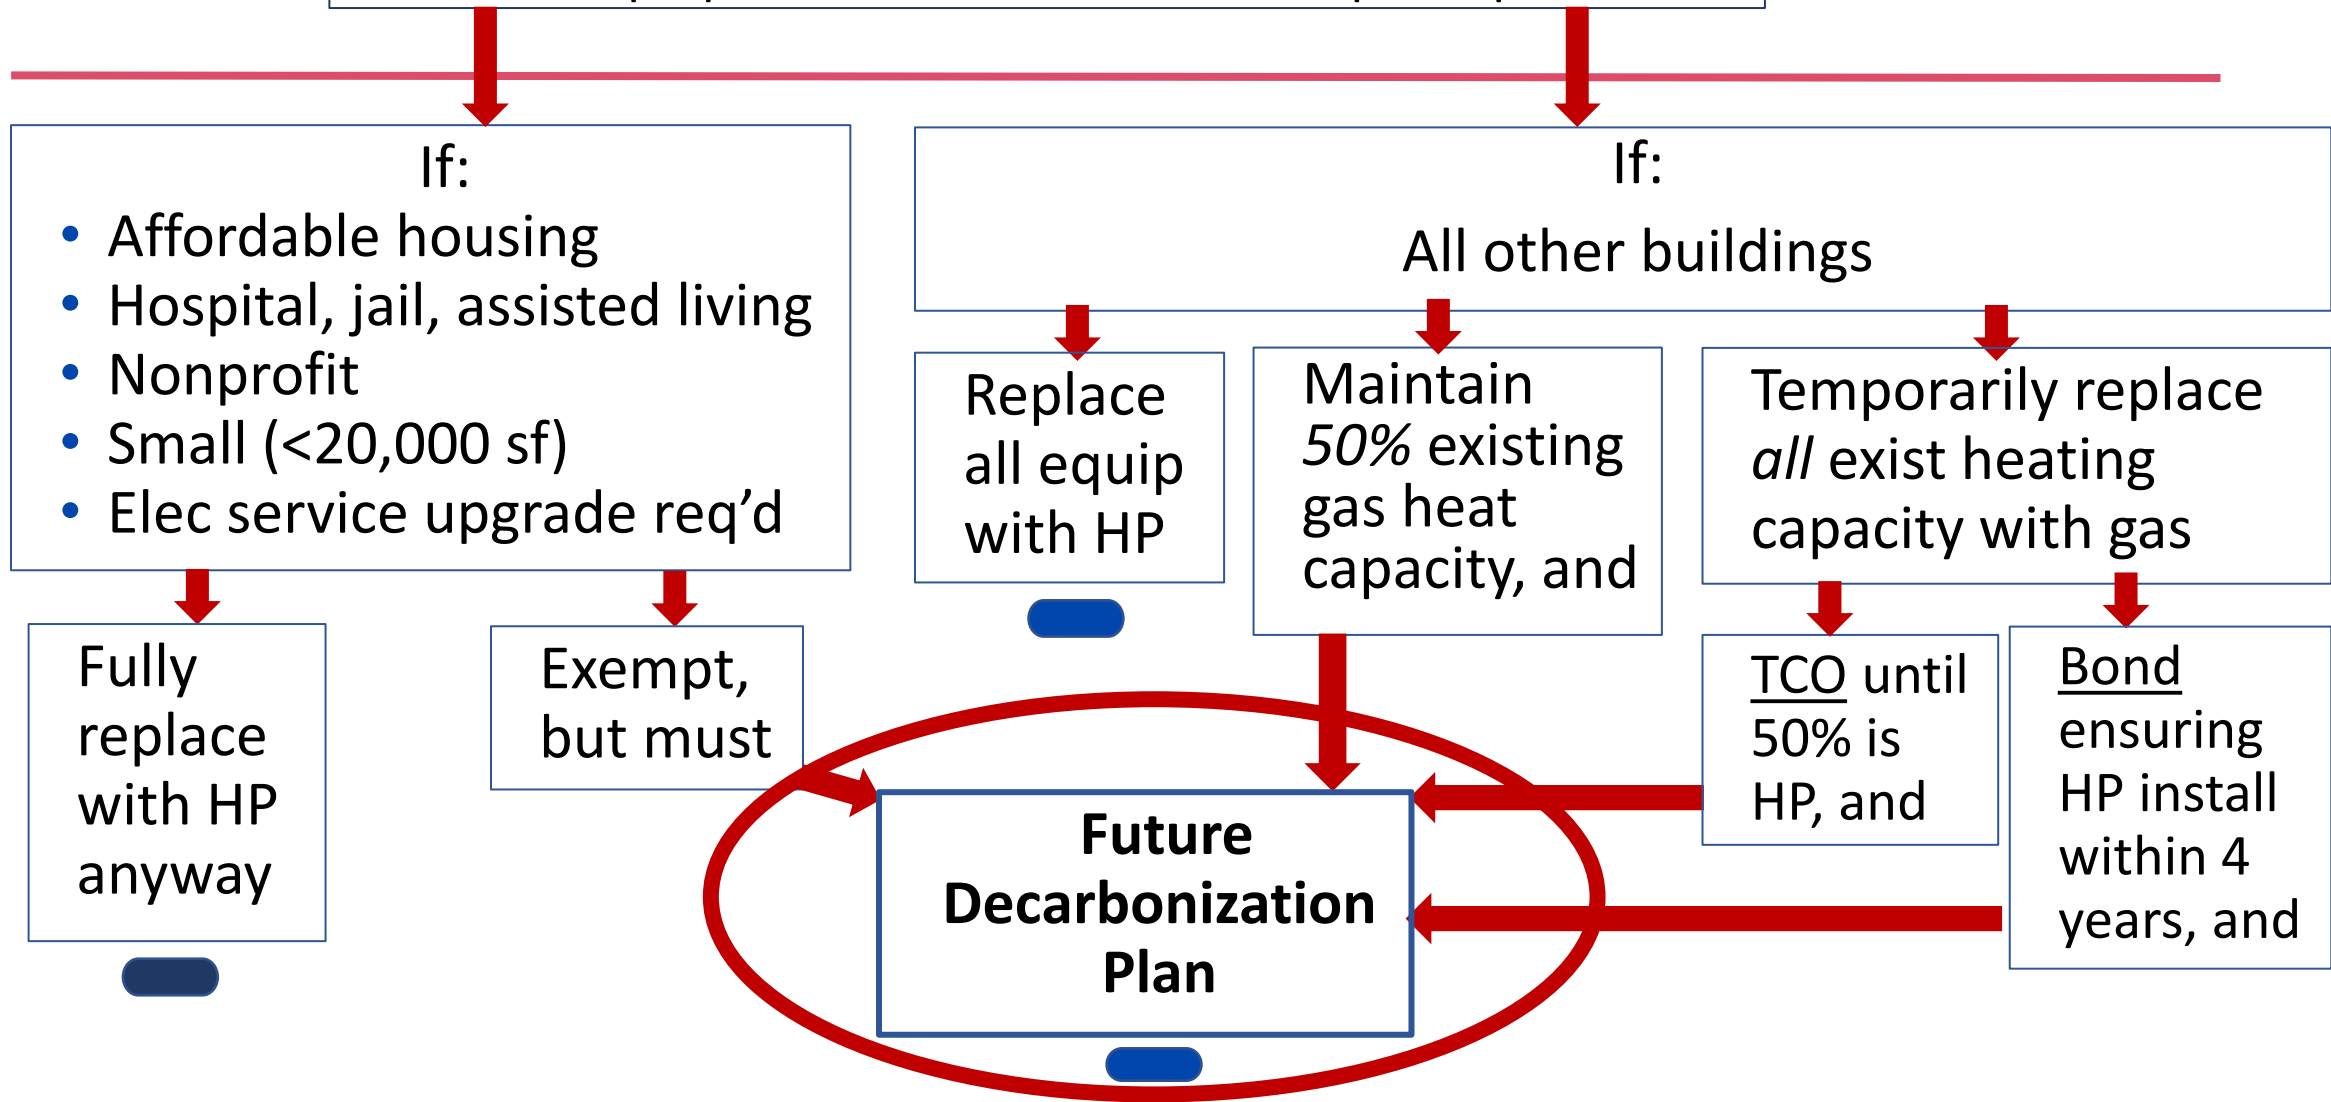 If:
• Affordable housing
• Hospital, jail, assisted living
• Nonprofit
• Small (<20,000 sf)
• Elec service upgrade req’d
If:
All other buildings
Fully
replace
with HP
anyway
Exempt,
but must
Replace
all equip
with HP
Maintain
50% existing
gas heat
capacity, and
Temporarily replace
all exist heating
capacity with gas
TCO until
50% is
HP, and
Bond
ensuring
HP install
within 4
years, and
Future
Decarbonization
Plan